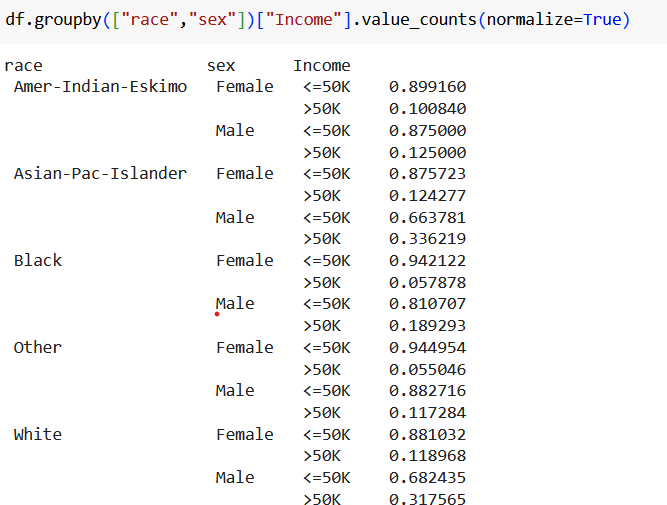 df.groupby(["race","sex"])["Income"].value_counts(normalize=True)
race sex Income
Amer-Indian-Eskimo Female <=50K 0.899160
>50K 0.100840
Male <=50K 0.875000
>50K 0.125000
Asian-Pac-Islander Female <=50K 0.875723
>50K 0.124277
Male <=50K 0.663781
>50K 0.336219
Black Female <=50K 0.942122
>50K 0.057878
Male <=50K 0.810707
>50K 0.189293
Other Female <=50K 0.944954
>50K 0.055046
Male <=50K 0.882716
>50K 0.117284
White Female <=50K 0.881032
>50K 0.118968
Male <=50K 0.682435
>50K 0.317565